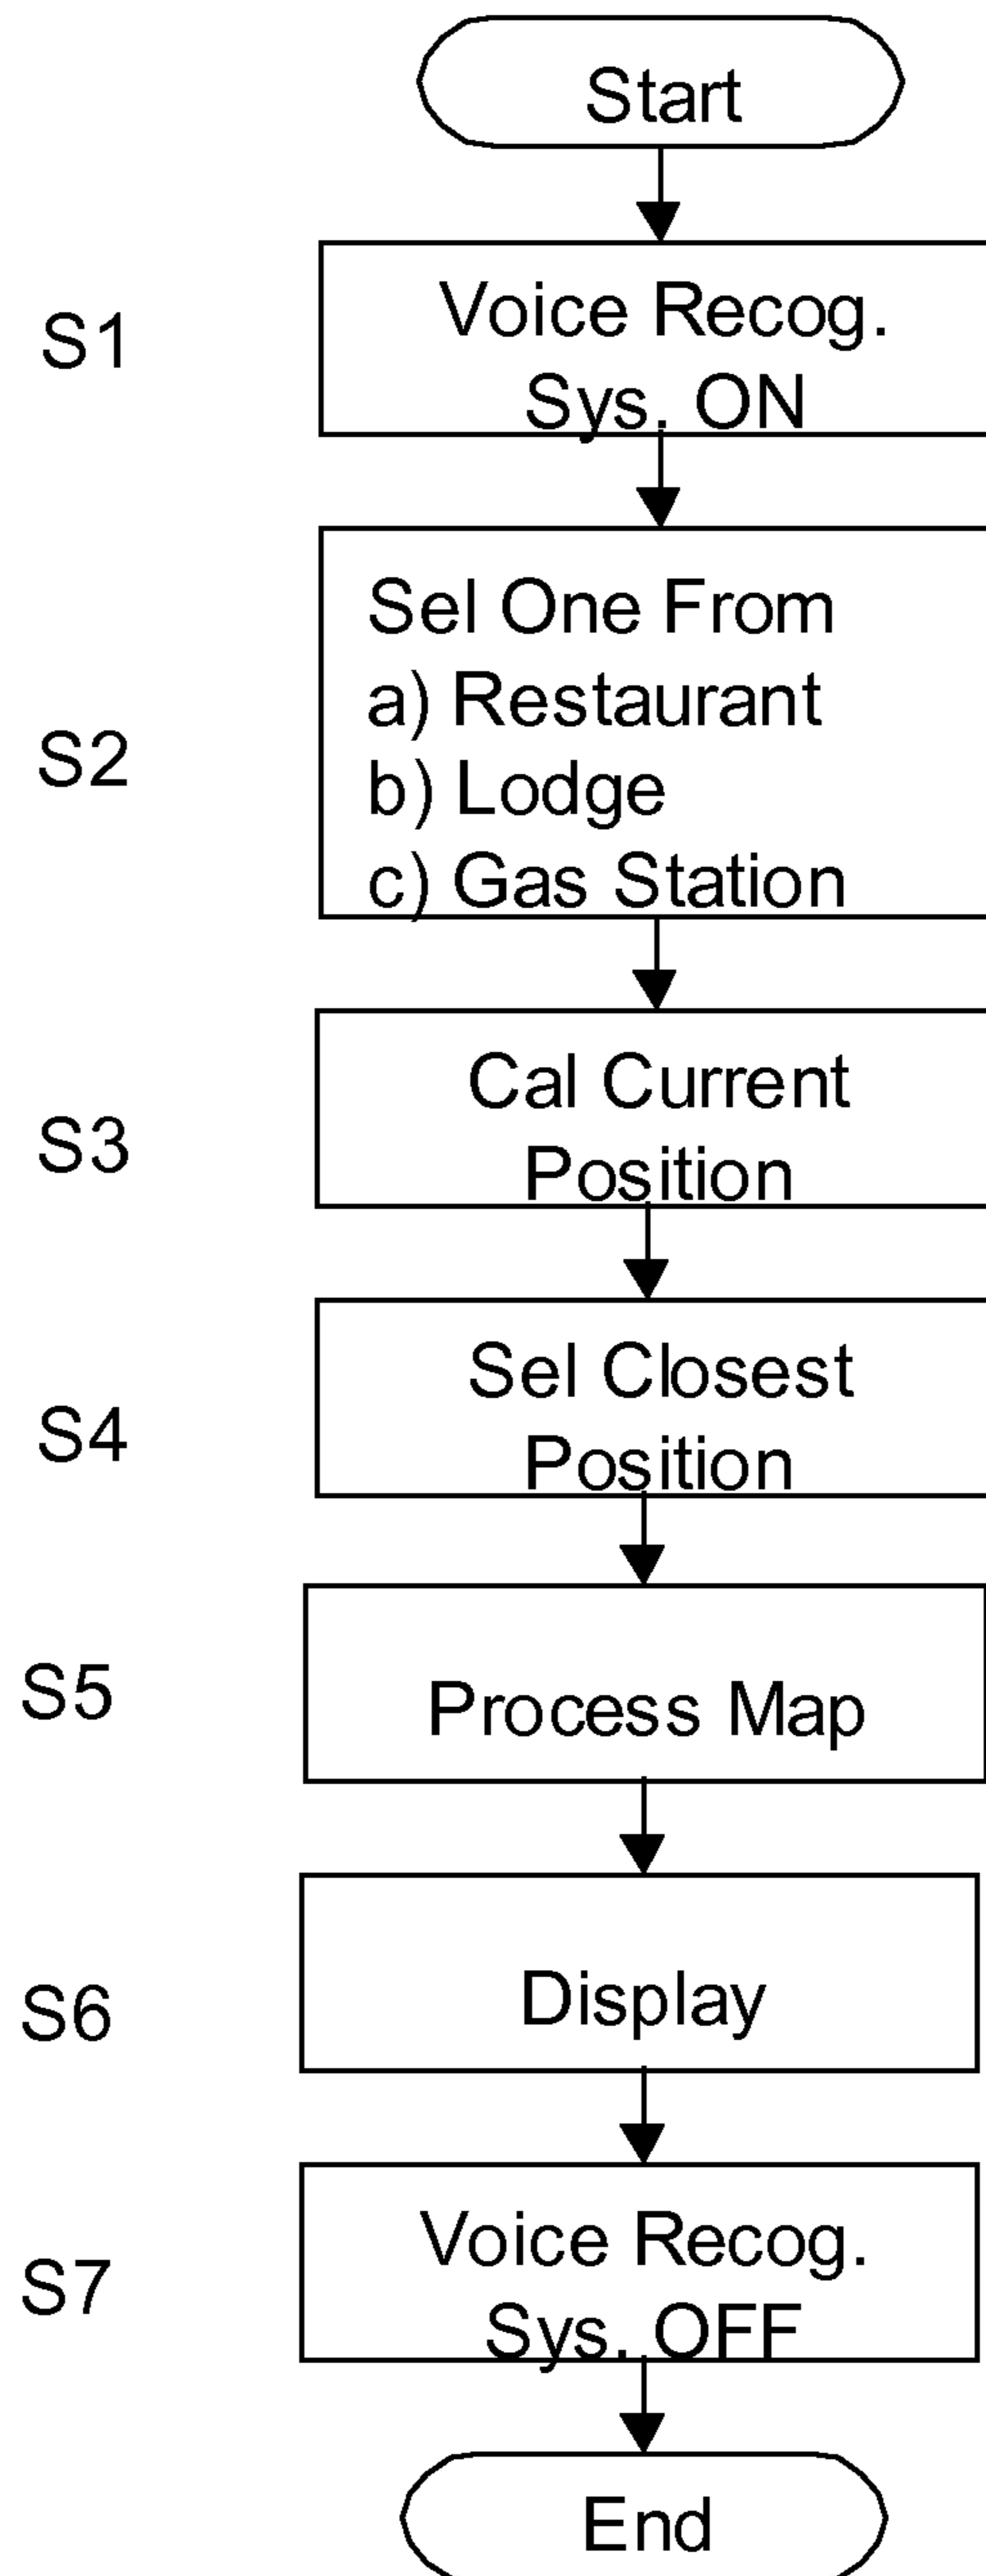 Start
S1
Voice Recog.
Sys. ON
S2
Sel One From
a) Restaurant
b) Lodge
c) Gas Station
S3
Cal Current
Position
S4
Sel Closest
Position
S5
Process Map
S6
Display
S7
Voice Recog.
Sys. OFF
End